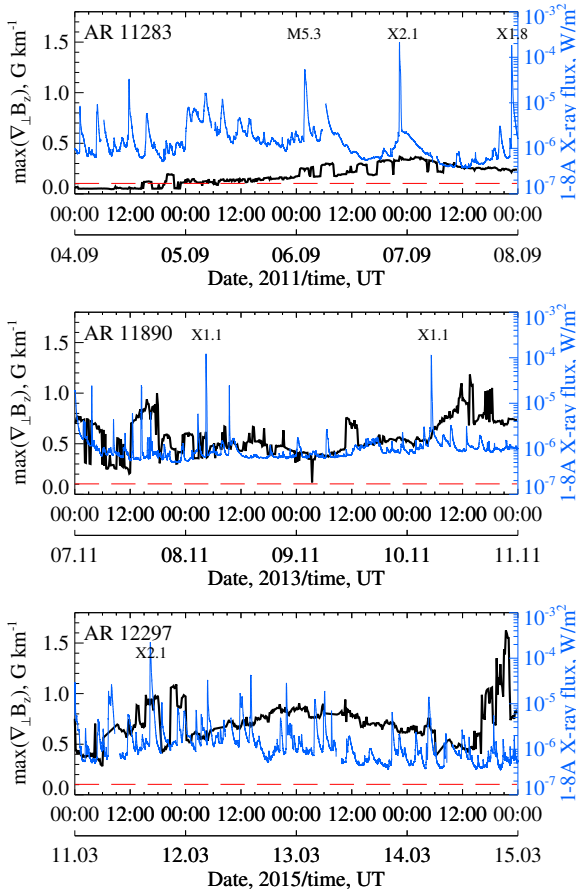 AR 11283
M5.3
X2.1
X1.8
max(∇⊥Bz), G km⁻¹
1.5
1.0
0.5
0.0
10⁻³
10⁻⁴
10⁻⁵
10⁻⁶
10⁻⁷
1-8A X-ray flux, W/m²
00:00 12:00 00:00 12:00 00:00 12:00 00:00 12:00 00:00
04.09 05.09 06.09 07.09 08.09
Date, 2011/time, UT
AR 11890
X1.1
X1.1
max(∇⊥Bz), G km⁻¹
1.5
1.0
0.5
0.0
10⁻³
10⁻⁴
10⁻⁵
10⁻⁶
10⁻⁷
1-8A X-ray flux, W/m²
00:00 12:00 00:00 12:00 00:00 12:00 00:00 12:00 00:00
07.11 08.11 09.11 10.11 11.11
Date, 2013/time, UT
AR 12297
X2.1
max(∇⊥Bz), G km⁻¹
1.5
1.0
0.5
0.0
10⁻³
10⁻⁴
10⁻⁵
10⁻⁶
10⁻⁷
1-8A X-ray flux, W/m²
00:00 12:00 00:00 12:00 00:00 12:00 00:00 12:00 00:00
11.03 12.03 13.03 14.03 15.03
Date, 2015/time, UT